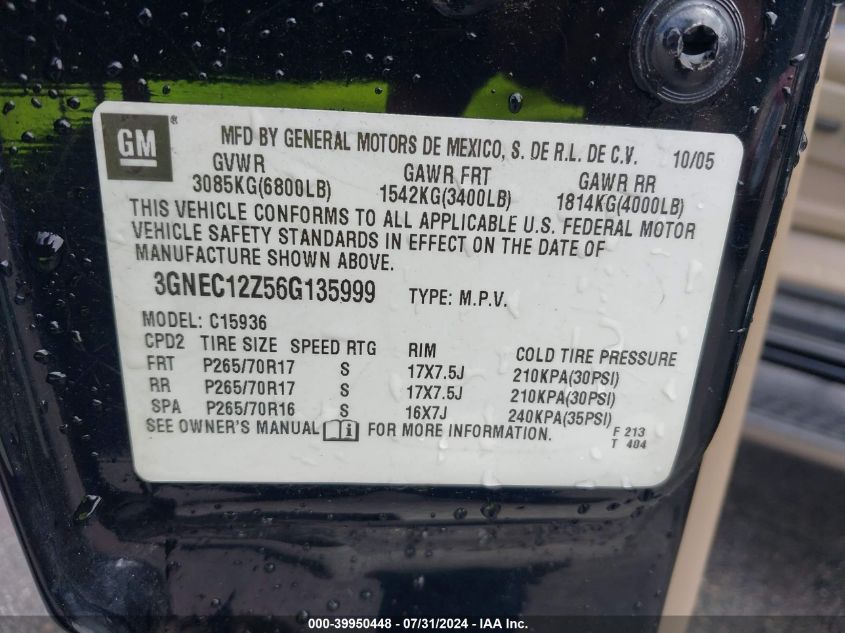 GM ®
MFD BY GENERAL MOTORS DE MEXICO, S. DE R.L. DE C.V. 10/05
GVWR GAWR FRT GAWR RR
3085KG(6800LB) 1542KG(3400LB) 1814KG(4000LB)
THIS VEHICLE CONFORMS TO ALL APPLICABLE U.S. FEDERAL MOTOR
VEHICLE SAFETY STANDARDS IN EFFECT ON THE DATE OF
MANUFACTURE SHOWN ABOVE.
3GNEC12Z56G135999 TYPE: M.P.V.
MODEL: C15936
CPD2 TIRE SIZE SPEED RTG RIM COLD TIRE PRESSURE
FRT P265/70R17 S 17X7.5J 210KPA(30PSI)
RR P265/70R17 S 17X7.5J 210KPA(30PSI)
SPA P265/70R16 S 16X7J 240KPA(35PSI)
SEE OWNER'S MANUAL i FOR MORE INFORMATION. F 213
T 404
000-39950448 - 07/31/2024 - IAA Inc.